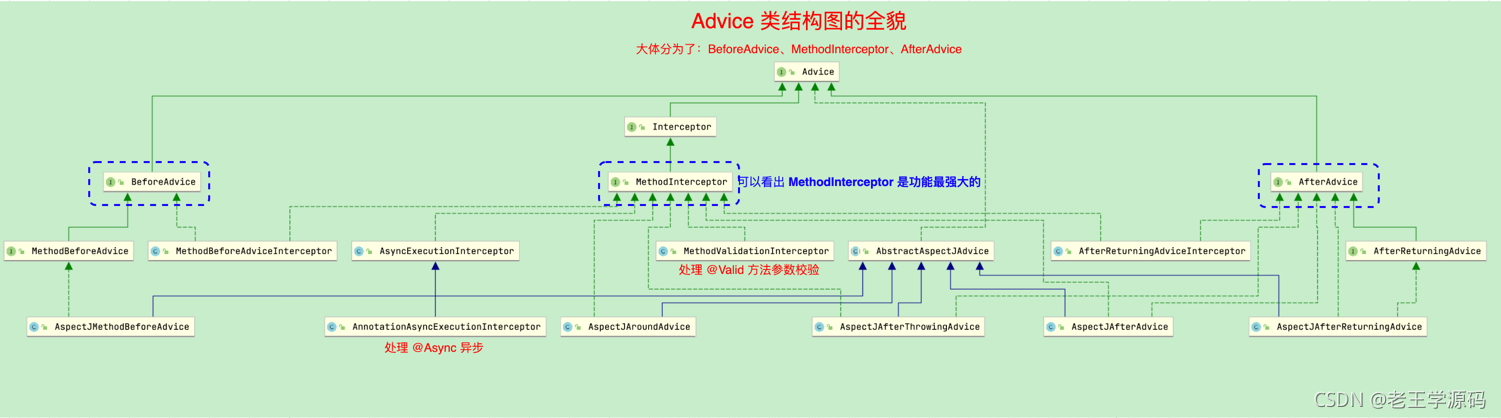 Advice 类结构图的全貌
大体分为了：BeforeAdvice、MethodInterceptor、AfterAdvice
Advice
Interceptor
BeforeAdvice
MethodInterceptor
可以看出 MethodInterceptor 是功能最强大的
AfterAdvice
MethodBeforeAdvice
MethodBeforeAdviceInterceptor
AsyncExecutionInterceptor
MethodValidationInterceptor
AbstractAspectJAdvice
AfterReturningAdviceInterceptor
AfterReturningAdvice
处理 @Valid 方法参数校验
AspectJMethodBeforeAdvice
AnnotationAsyncExecutionInterceptor
AspectJAroundAdvice
AspectJAfterThrowingAdvice
AspectJAfterAdvice
AspectJAfterReturningAdvice
处理 @Async 异步
CSDN @老王学源码